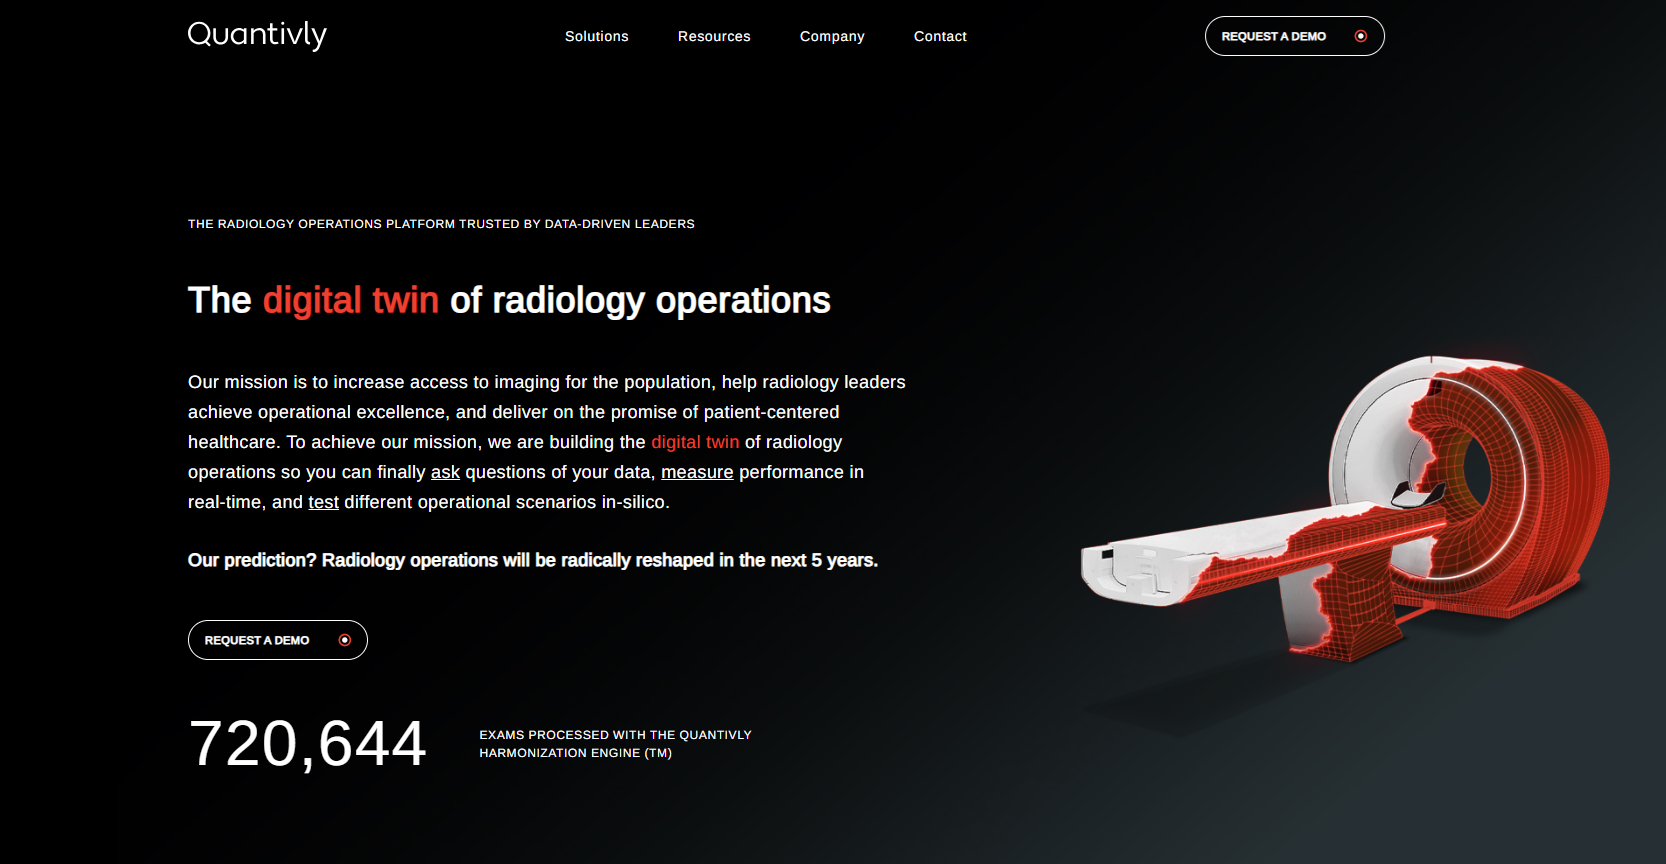 Quantivly
Solutions
Resources
Company
Contact
REQUEST A DEMO
THE RADIOLOGY OPERATIONS PLATFORM TRUSTED BY DATA-DRIVEN LEADERS
The digital twin of radiology operations
Our mission is to increase access to imaging for the population, help radiology leaders
achieve operational excellence, and deliver on the promise of patient-centered
healthcare. To achieve our mission, we are building the digital twin of radiology
operations so you can finally ask questions of your data, measure performance in
real-time, and test different operational scenarios in-silico.
Our prediction? Radiology operations will be radically reshaped in the next 5 years.
REQUEST A DEMO
720,644
EXAMS PROCESSED WITH THE QUANTIVLY
HARMONIZATION ENGINE (TM)